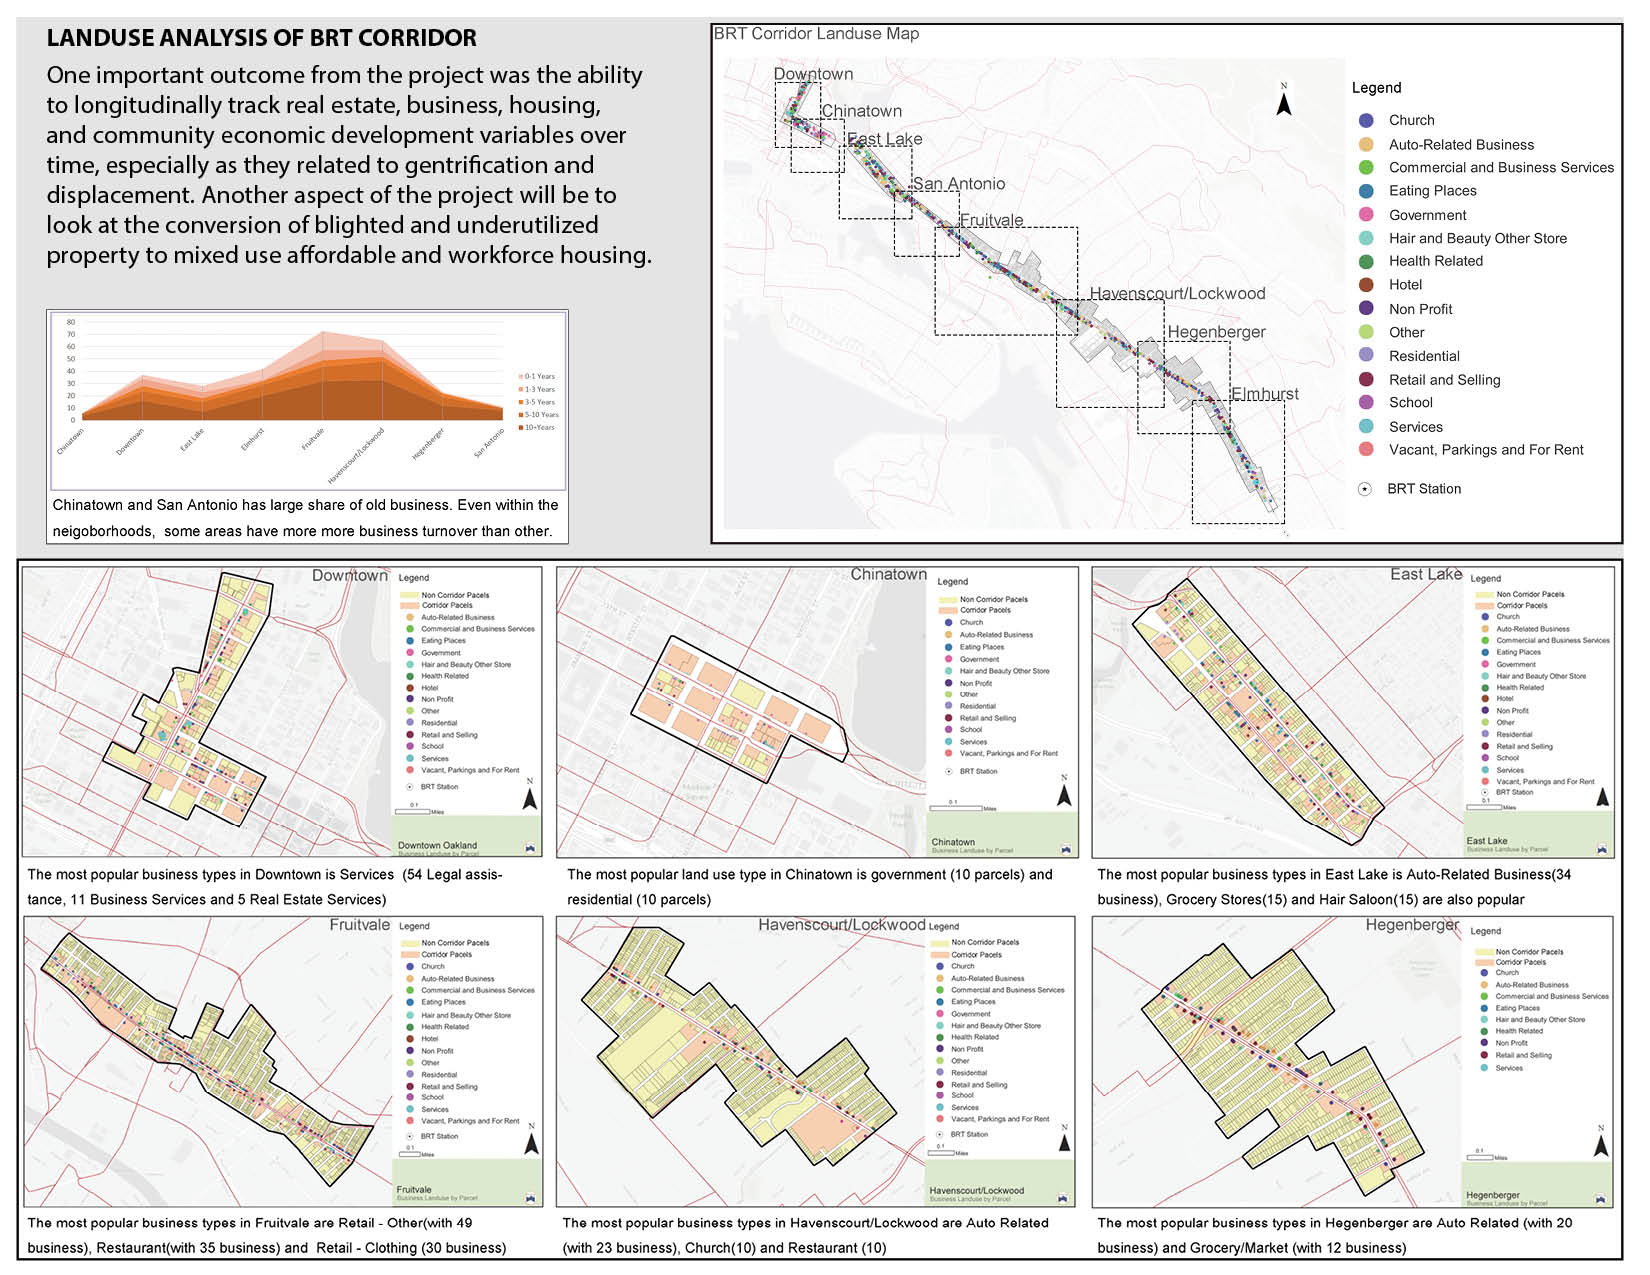 LANDUSE ANALYSIS OF BRT CORRIDOR
One important outcome from the project was the ability
to longitudinally track real estate, business, housing,
and community economic development variables over
time, especially as they related to gentrification and
displacement. Another aspect of the project will be to
look at the conversion of blighted and underutilized
property to mixed use affordable and workforce housing.
80
70
60
50
40
30
20
10
0
Chinatown
Downtown
East Lake
Elmhurst
Fruitvale
Havenscourt/Lockwood
Hegenberger
San Antonio
0-1 Years
1-3 Years
3-5 Years
5-10 Years
10+Years
Chinatown and San Antonio has large share of old business. Even within the
neigoborhoods, some areas have more more business turnover than other.
BRT Corridor Landuse Map
Downtown
Chinatown
East Lake
San Antonio
Fruitvale
Havenscourt/Lockwood
Hegenberger
Elmhurst
N
Legend
Church
Auto-Related Business
Commercial and Business Services
Eating Places
Government
Hair and Beauty Other Store
Health Related
Hotel
Non Profit
Other
Residential
Retail and Selling
School
Services
Vacant, Parkings and For Rent
BRT Station
Downtown
Legend
Non Corridor Pacels
Corridor Pacels
Auto-Related Business
Commercial and Business Services
Eating Places
Government
Hair and Beauty Other Store
Health Related
Hotel
Non Profit
Other
Residential
Retail and Selling
School
Services
Vacant, Parkings and For Rent
BRT Station
N
0.1
Miles
Downtown Oakland
Business Landuse by Parcel
The most popular business types in Downtown is Services (54 Legal assis-
tance, 11 Business Services and 5 Real Estate Services)
Chinatown
Legend
Non Corridor Pacels
Corridor Pacels
Church
Auto-Related Business
Eating Places
Government
Hair and Beauty Other Store
Non Profit
Other
Residential
Retail and Selling
School
Services
Vacant, Parkings and For Rent
BRT Station
N
0.1
Miles
Chinatown
Business Landuse by Parcel
The most popular land use type in Chinatown is government (10 parcels) and
residential (10 parcels)
East Lake
Legend
Non Corridor Pacels
Corridor Pacels
Church
Auto-Related Business
Commercial and Business Services
Eating Places
Government
Hair and Beauty Other Store
Health Related
Hotel
Non Profit
Other
Residential
Retail and Selling
School
Services
Vacant, Parkings and For Rent
BRT Station
0.1
Miles
East Lake
Business Landuse by Parcel
The most popular business types in East Lake is Auto-Related Business(34
business), Grocery Stores(15) and Hair Saloon(15) are also popular
Fruitvale
Legend
Non Corridor Pacels
Corridor Pacels
Church
Auto-Related Business
Commercial and Business Services
Eating Places
Hair and Beauty Other Store
Health Related
Hotel
Non Profit
Other
Residential
Retail and Selling
School
Services
Vacant, Parkings and For Rent
BRT Station
N
0.1
Miles
Fruitvale
Business Landuse by Parcel
The most popular business types in Fruitvale are Retail - Other(with 49
business), Restaurant(with 35 business) and Retail - Clothing (30 business)
Havenscourt/Lockwood
Legend
Non Corridor Pacels
Corridor Pacels
Church
Auto-Related Business
Commercial and Business Services
Eating Places
Government
Hair and Beauty Other Store
Health Related
Non Profit
Other
Residential
Retail and Selling
School
Services
Vacant, Parkings and For Rent
BRT Station
N
0.1
Miles
Havenscourt/Lockwood
Business Landuse by Parcel
The most popular business types in Havenscourt/Lockwood are Auto Related
(with 23 business), Church(10) and Restaurant (10)
Hegenberger
Legend
Non Corridor Pacels
Corridor Pacels
Church
Auto-Related Business
Commercial and Business Services
Eating Places
Hair and Beauty Other Store
Health Related
Non Profit
Retail and Selling
Services
N
0.1
Miles
Hegenberger
Business Landuse by Parcel
The most popular business types in Hegenberger are Auto Related (with 20
business) and Grocery/Market (with 12 business)